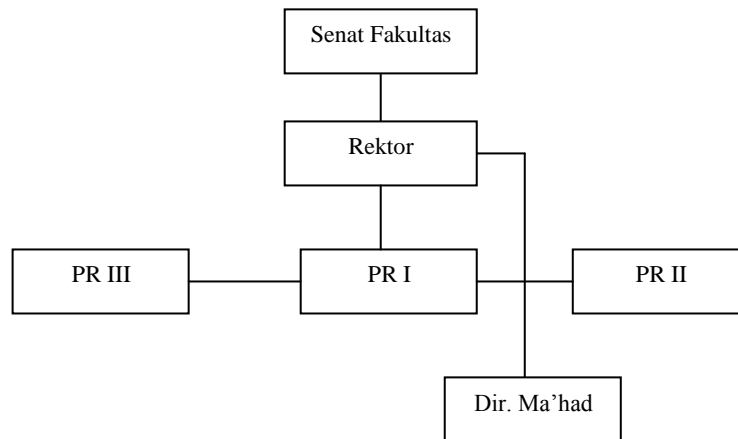 Senat Fakultas
Rektor
PR III
PR I
PR II
Dir. Ma’had